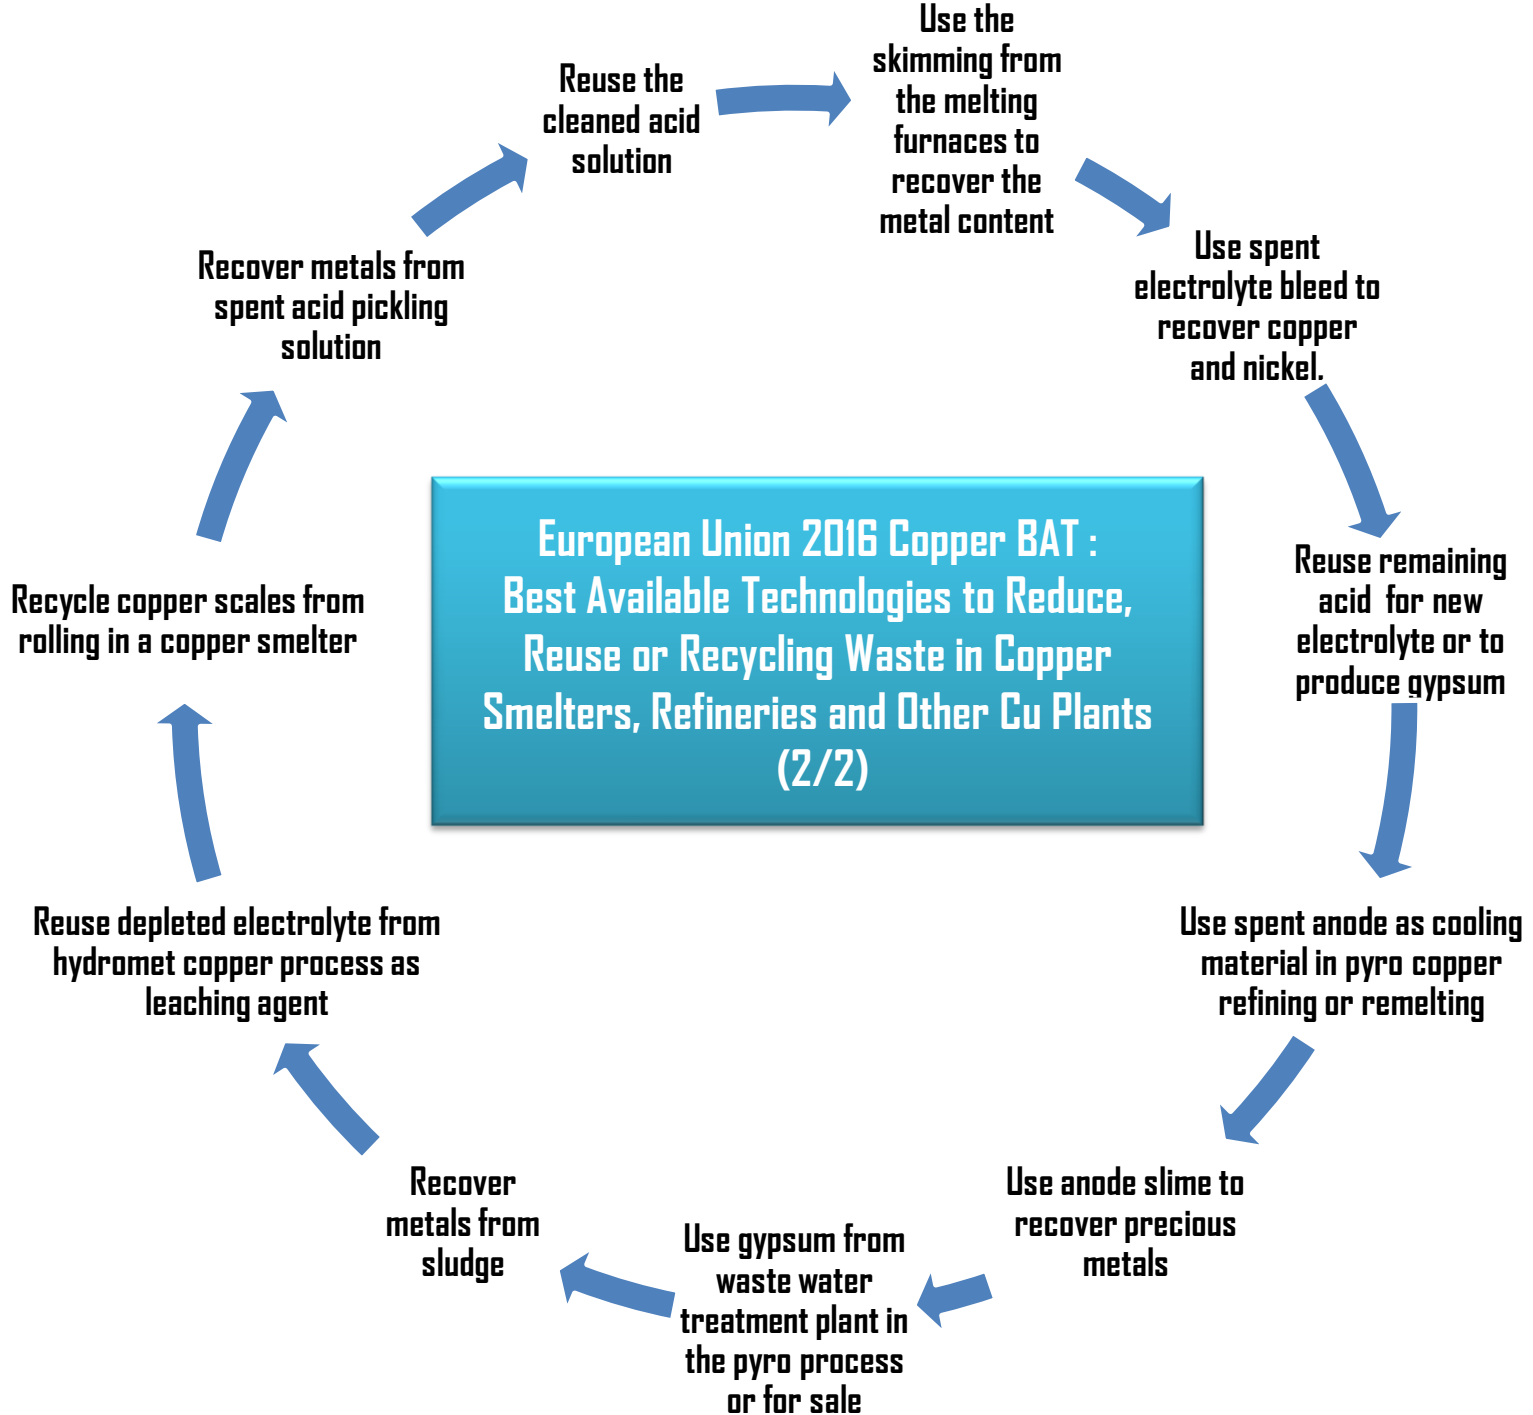 Use the
skimming from
the melting
furnaces to
recover the
metal content
Use spent
electrolyte bleed to
recover copper
and nickel.
Reuse remaining
acid for new
electrolyte or to
produce gypsum
Use spent anode as cooling
material in pyro copper
refining or remelting
Use anode slime to
recover precious
metals
Use gypsum from
waste water
treatment plant in
the pyro process
or for sale
Recover
metals from
sludge
Reuse depleted electrolyte from
hydromet copper process as
leaching agent
Recycle copper scales from
rolling in a copper smelter
Recover metals from
spent acid pickling
solution
Reuse the
cleaned acid
solution
European Union 2016 Copper BAT :
Best Available Technologies to Reduce,
Reuse or Recycling Waste in Copper
Smelters, Refineries and Other Cu Plants
(2/2)